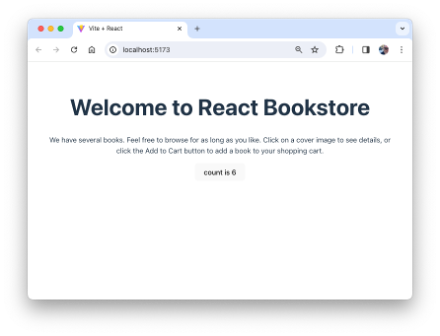 Vite + React
localhost:5173
Welcome to React Bookstore
We have several books. Feel free to browse for as long as you like. Click on a cover image to see details, or
click the Add to Cart button to add a book to your shopping cart.
count is 6